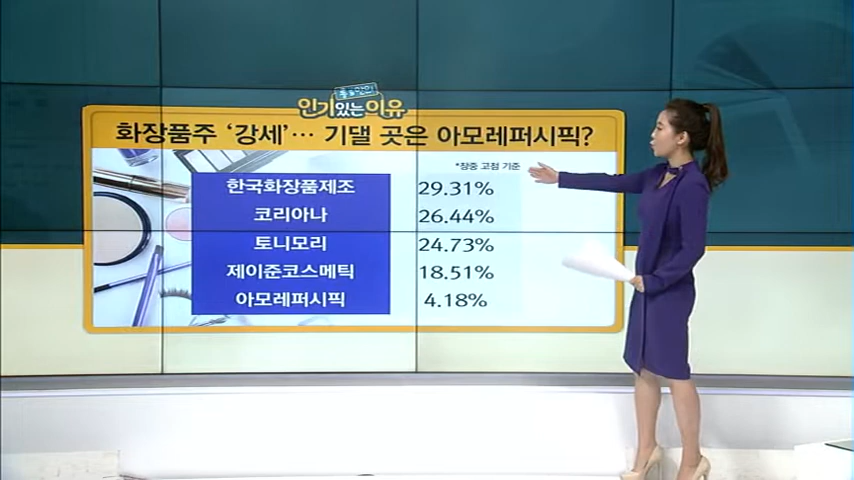 인기있는이유
화장품주 '강세'… 기댈 곳은 아모레퍼시픽?
*장중 고점 기준
한국화장품제조 29.31%
코리아나 26.44%
토니모리 24.73%
제이준코스메틱 18.51%
아모레퍼시픽 4.18%